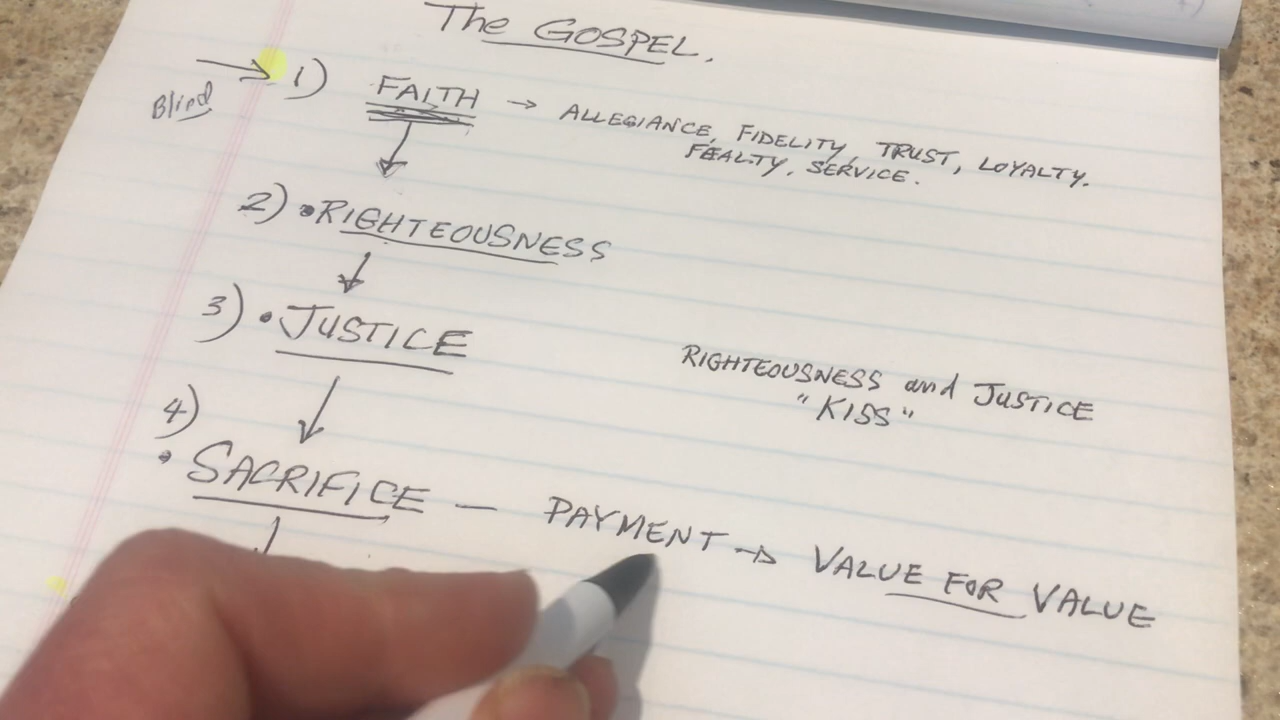 The GOSPEL.
→ 1) FAITH → ALLEGIANCE, FIDELITY, TRUST, LOYALTY.
FEALTY, SERVICE.
Blind
2) •RIGHTEOUSNESS
3) •JUSTICE
RIGHTEOUSNESS and JUSTICE
"KISS"
4)
• SACRIFICE — PAYMENT → VALUE FOR VALUE